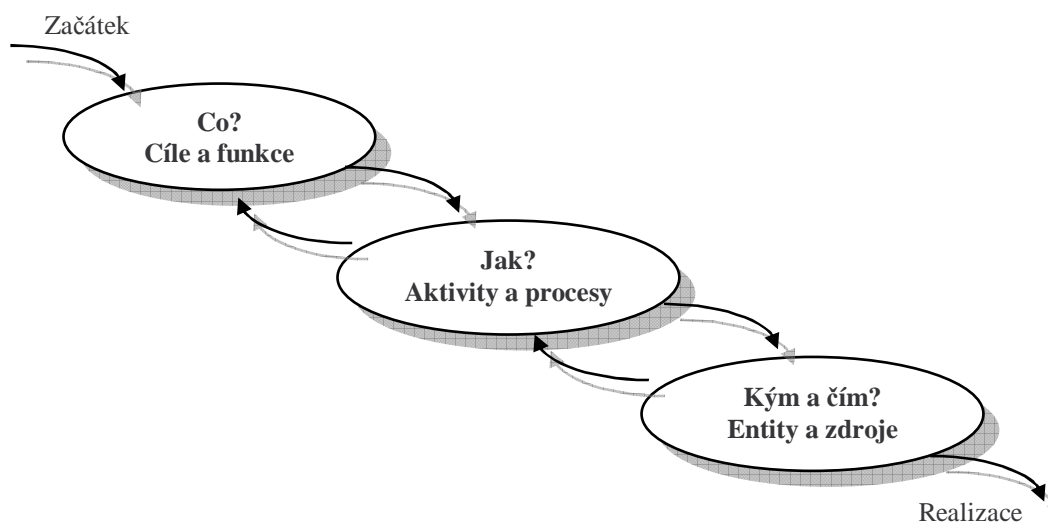 Začátek
Co?
Cíle a funkce
Jak?
Aktivity a procesy
Kým a čím?
Entity a zdroje
Realizace